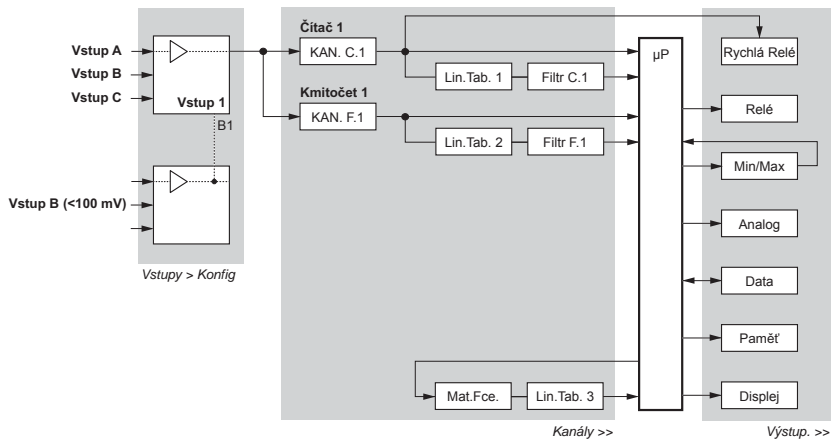 Vstup A
Vstup B
Vstup C
Vstup 1
B1
Vstup B (<100 mV)
Vstupy > Konfig
Čítač 1
KAN. C.1
Lin.Tab. 1
Filtr C.1
Kmitočet 1
KAN. F.1
Lin.Tab. 2
Filtr F.1
Mat.Fce.
Lin.Tab. 3
Kanály >>
µP
Rychlá Relé
Relé
Min/Max
Analog
Data
Paměť
Displej
Výstup. >>